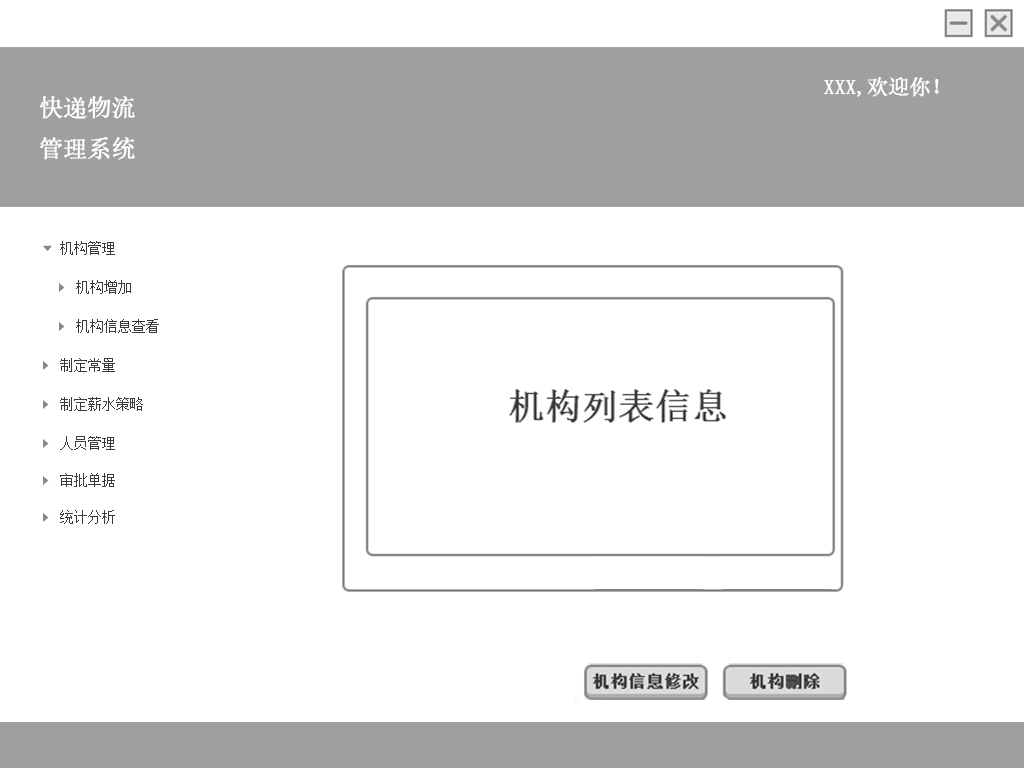 XXX,欢迎你!
快递物流
管理系统
机构管理
机构增加
机构信息查看
制定常量
制定薪水策略
人员管理
审批单据
统计分析
机构列表信息
机构信息修改
机构删除